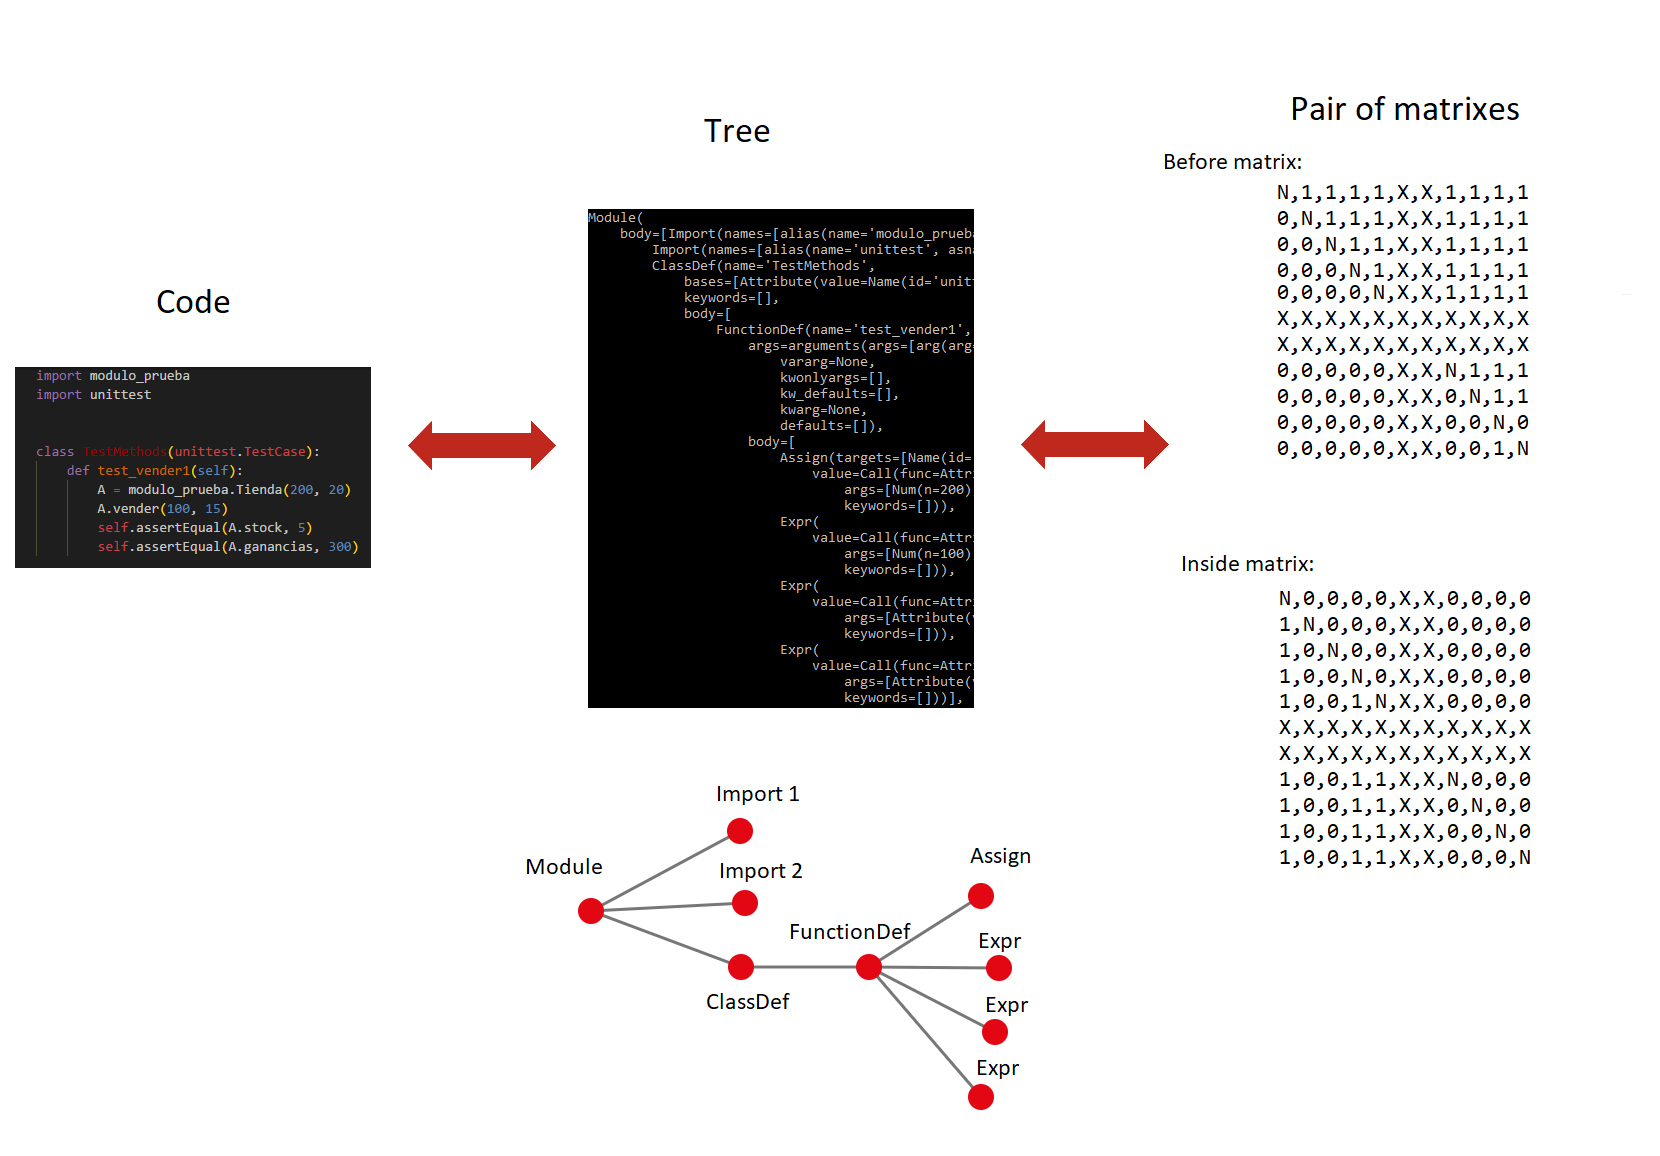 Code
import modulo_prueba
import unittest
class TestMethods(unittest.TestCase):
def test_vender1(self):
A = modulo_prueba.Tienda(200, 20)
A.vender(100, 15)
self.assertEqual(A.stock, 5)
self.assertEqual(A.ganancias, 300)
Tree
Module(
body=[Import(names=[alias(name='modulo_prueba
Import(names=[alias(name='unittest', asna
ClassDef(name='TestMethods',
bases=[Attribute(value=Name(id='unit
keywords=[],
body=[
FunctionDef(name='test_vender1',
args=arguments(args=[arg(arg=
vararg=None,
kwonlyargs=[],
kw_defaults=[],
kwarg=None,
defaults=[]),
body=[
Assign(targets=[Name(id=
value=Call(func=Attr
args=[Num(n=200)
keywords=[])),
Expr(
value=Call(func=Attr
args=[Num(n=100)
keywords=[])),
Expr(
value=Call(func=Attr
args=[Attribute(v
keywords=[])),
Expr(
value=Call(func=Attr
args=[Attribute(v
keywords=[]))],
Module
Import 1
Import 2
ClassDef
FunctionDef
Assign
Expr
Expr
Expr
Pair of matrixes
Before matrix:
N,1,1,1,1,X,X,1,1,1,1
0,N,1,1,1,X,X,1,1,1,1
0,0,N,1,1,X,X,1,1,1,1
0,0,0,N,1,X,X,1,1,1,1
0,0,0,0,N,X,X,1,1,1,1
X,X,X,X,X,X,X,X,X,X,X
X,X,X,X,X,X,X,X,X,X,X
0,0,0,0,0,X,X,N,1,1,1
0,0,0,0,0,X,X,0,N,1,1
0,0,0,0,0,X,X,0,0,N,0
0,0,0,0,0,X,X,0,0,1,N
Inside matrix:
N,0,0,0,0,X,X,0,0,0,0
1,N,0,0,0,X,X,0,0,0,0
1,0,N,0,0,X,X,0,0,0,0
1,0,0,N,0,X,X,0,0,0,0
1,0,0,1,N,X,X,0,0,0,0
X,X,X,X,X,X,X,X,X,X,X
X,X,X,X,X,X,X,X,X,X,X
1,0,0,1,1,X,X,N,0,0,0
1,0,0,1,1,X,X,0,N,0,0
1,0,0,1,1,X,X,0,0,N,0
1,0,0,1,1,X,X,0,0,0,N